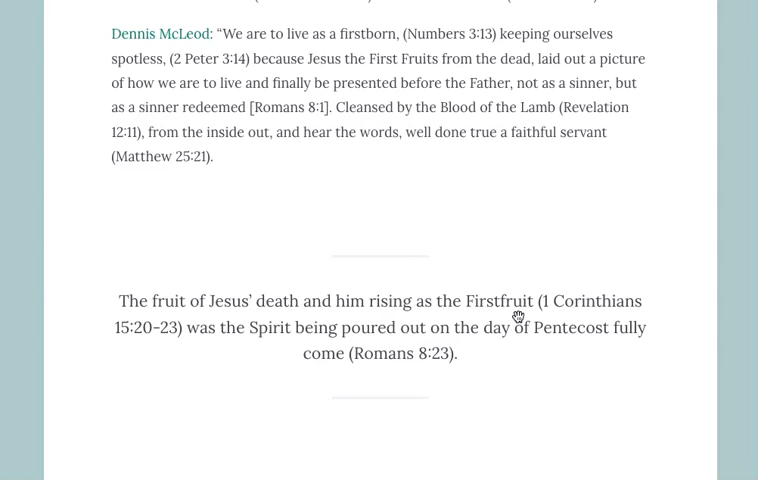 Dennis McLeod: “We are to live as a firstborn, (Numbers 3:13) keeping ourselves
spotless, (2 Peter 3:14) because Jesus the First Fruits from the dead, laid out a picture
of how we are to live and finally be presented before the Father, not as a sinner, but
as a sinner redeemed [Romans 8:1]. Cleansed by the Blood of the Lamb (Revelation
12:11), from the inside out, and hear the words, well done true a faithful servant
(Matthew 25:21).
The fruit of Jesus’ death and him rising as the Firstfruit (1 Corinthians
15:20-23) was the Spirit being poured out on the day of Pentecost fully
come (Romans 8:23).